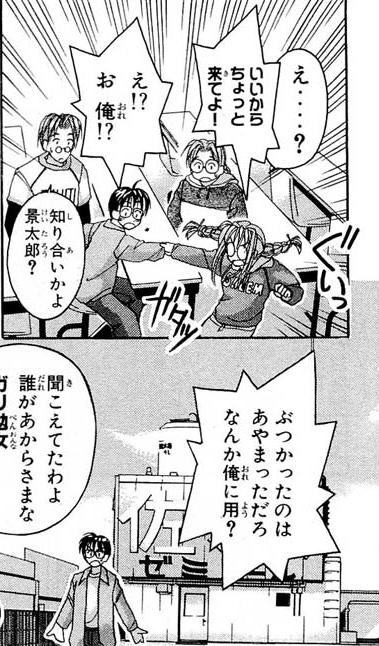 え・・・・?
いいから
ちょっと
来てよ!
え!?
お 俺!?
知り合いかよ
景太郎?
ぐいっ
ガタッ
ぶつかったのは
あやまっただろ
なんか俺に用?
聞こえてたわよ
誰があからさまな
ガリ勉女
佐
ゼミ